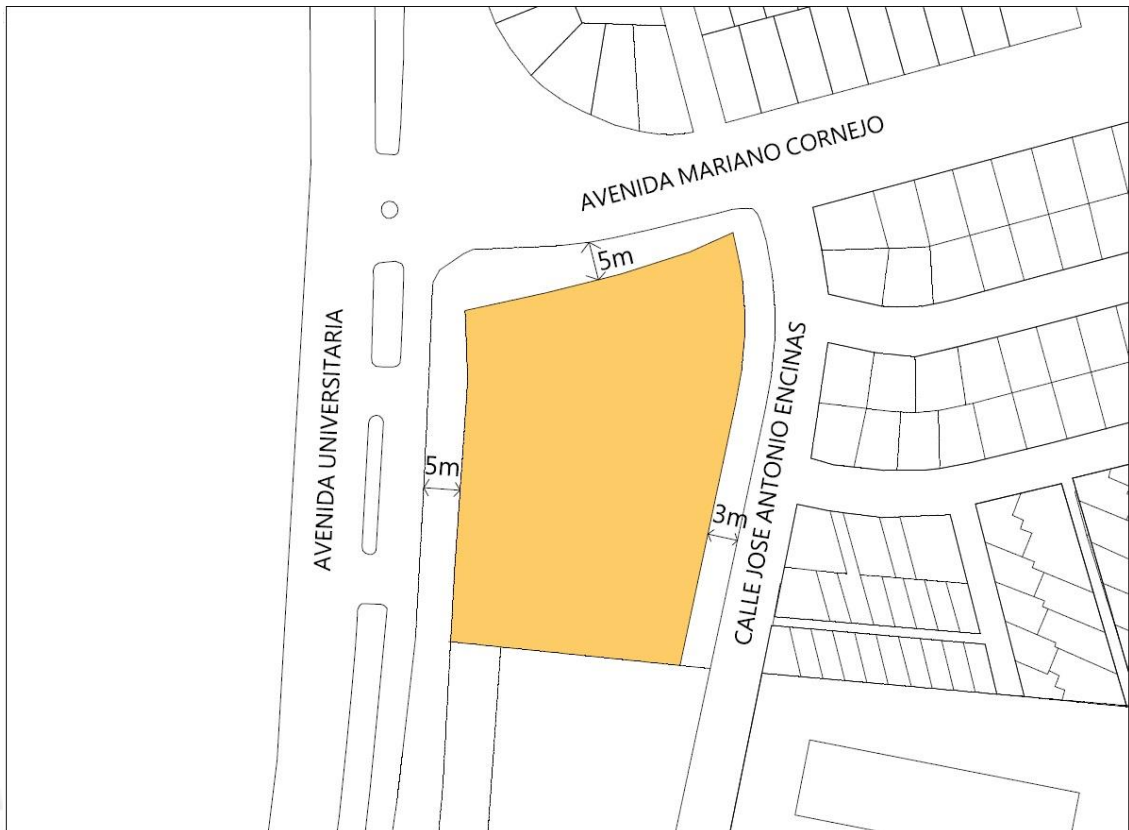 AVENIDA MARIANO CORNEJO
5m
AVENIDA UNIVERSITARIA
5m
3m
CALLE JOSE ANTONIO ENCINAS